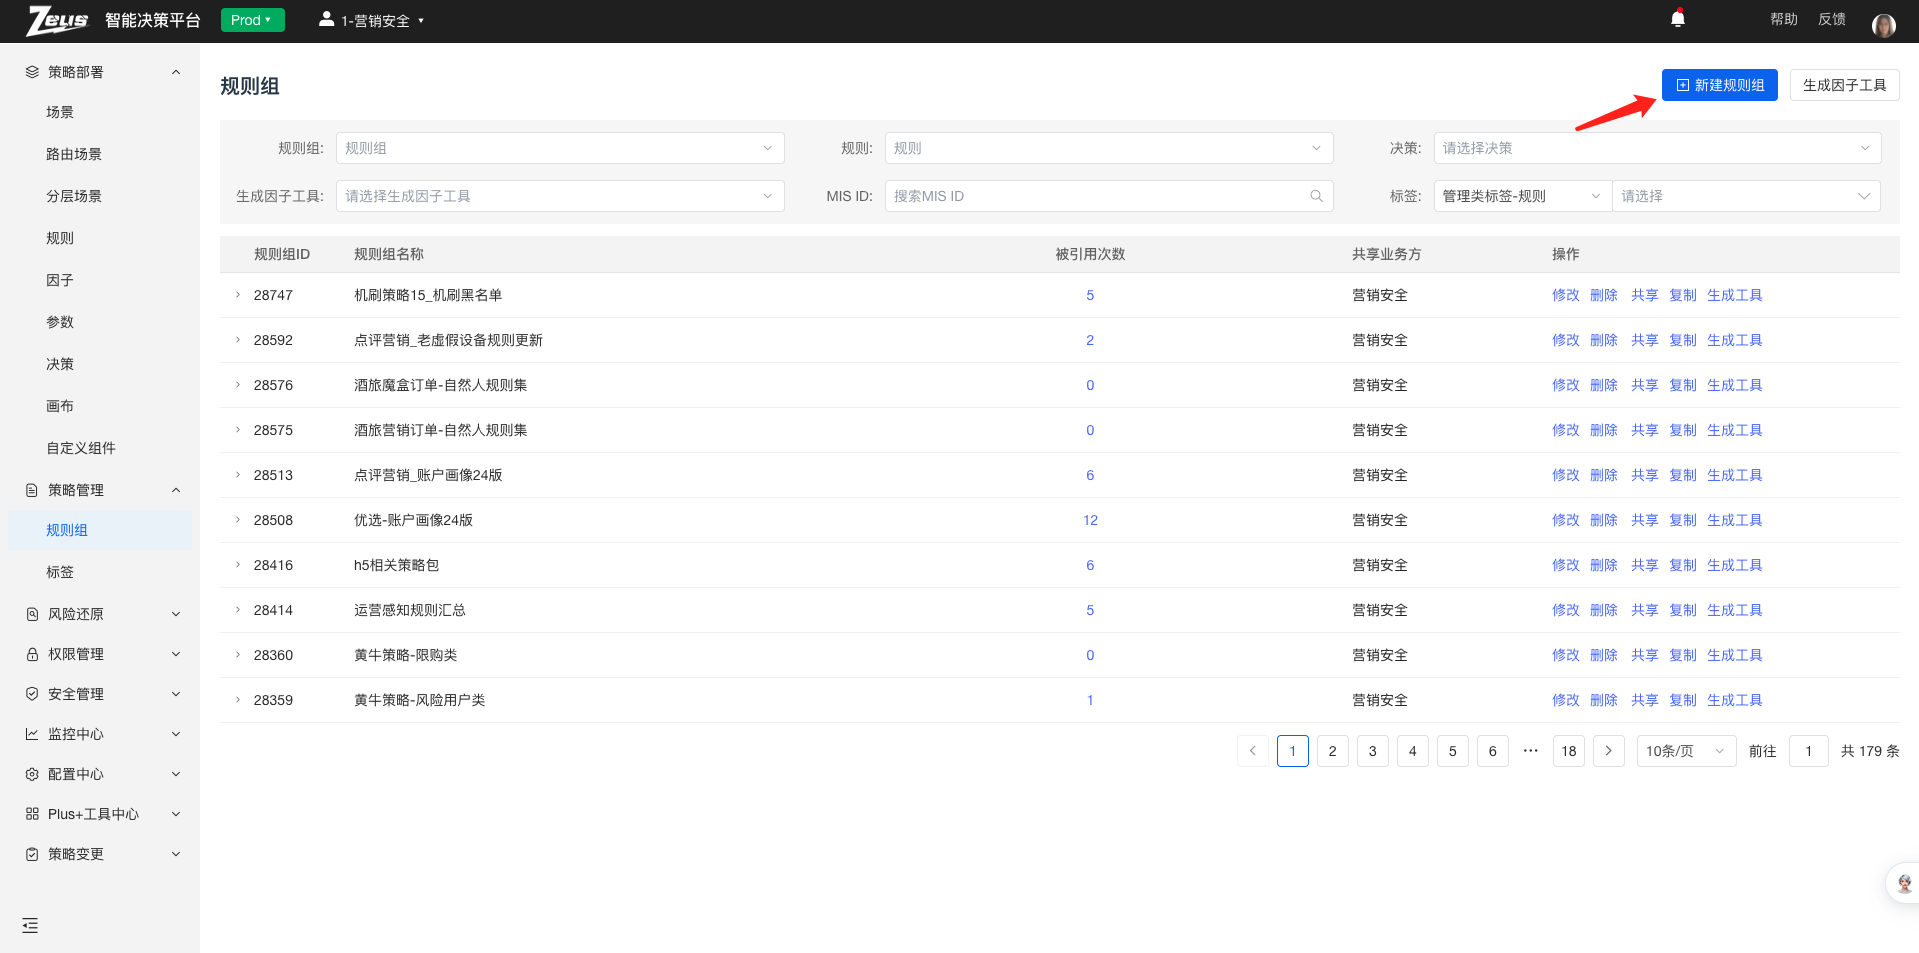 Zeus 智能决策平台 Prod 1-营销安全 帮助 反馈
策略部署
场景
路由场景
分层场景
规则
因子
参数
决策
画布
自定义组件
策略管理
规则组
标签
风险还原
权限管理
安全管理
监控中心
配置中心
Plus+工具中心
策略变更
规则组 新建规则组 生成因子工具
规则组: 规则组 规则: 规则 决策: 请选择决策
生成因子工具: 请选择生成因子工具 MIS ID: 搜索MIS ID 标签: 管理类标签-规则 请选择
规则组ID 规则组名称 被引用次数 共享业务方 操作
28747 机刷策略15_机刷黑名单 5 营销安全 修改 删除 共享 复制 生成工具
28592 点评营销_老虚假设备规则更新 2 营销安全 修改 删除 共享 复制 生成工具
28576 酒旅魔盒订单-自然人规则集 0 营销安全 修改 删除 共享 复制 生成工具
28575 酒旅营销订单-自然人规则集 0 营销安全 修改 删除 共享 复制 生成工具
28513 点评营销_账户画像24版 6 营销安全 修改 删除 共享 复制 生成工具
28508 优选-账户画像24版 12 营销安全 修改 删除 共享 复制 生成工具
28416 h5相关策略包 6 营销安全 修改 删除 共享 复制 生成工具
28414 运营感知规则汇总 5 营销安全 修改 删除 共享 复制 生成工具
28360 黄牛策略-限购类 0 营销安全 修改 删除 共享 复制 生成工具
28359 黄牛策略-风险用户类 1 营销安全 修改 删除 共享 复制 生成工具
1 2 3 4 5 6 ••• 18 10条/页 前往 1 共 179 条